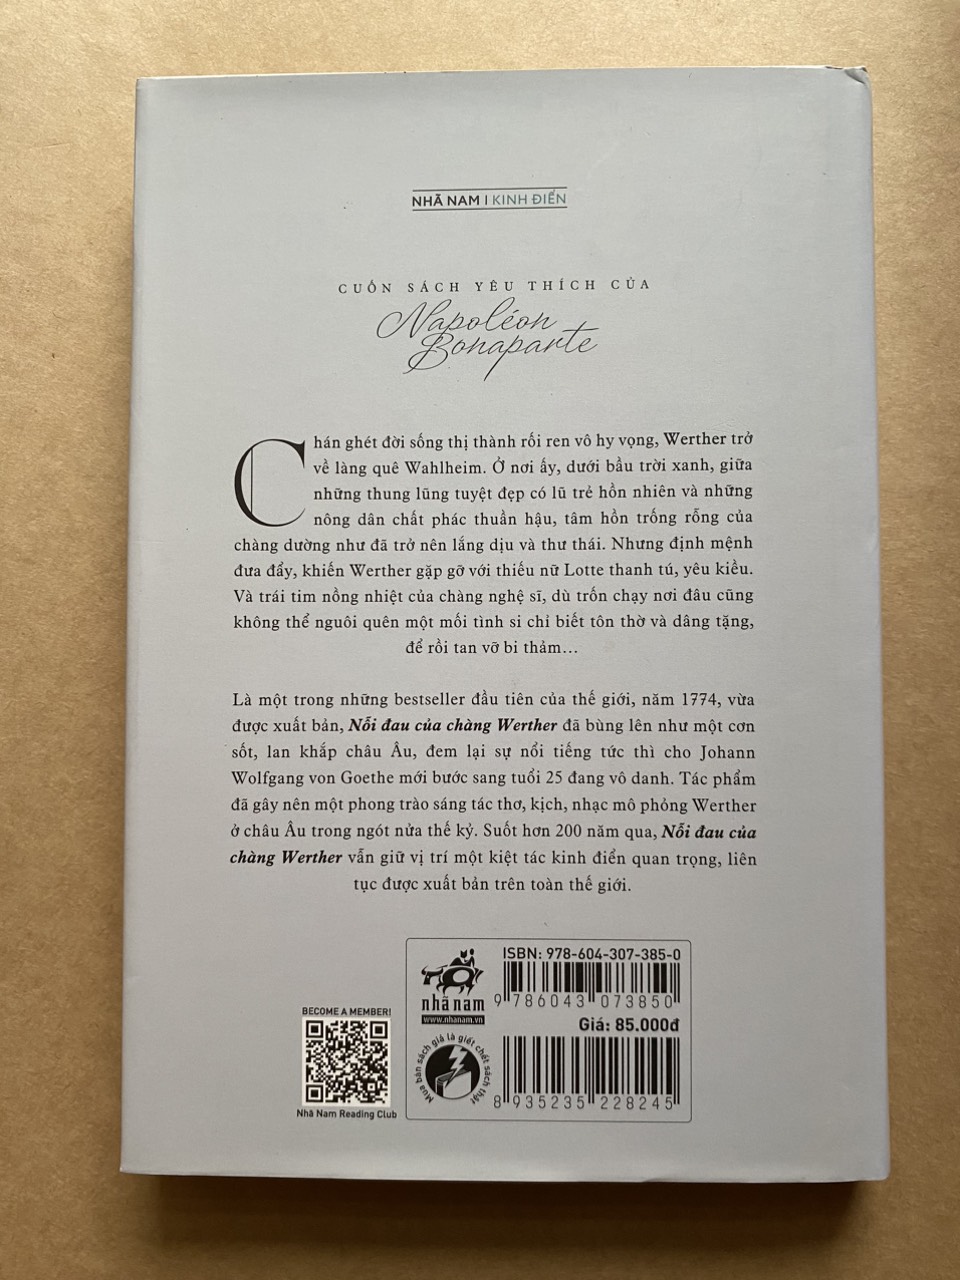 NHÃ NAM | KINH ĐIỂN
CUỐN SÁCH YÊU THÍCH CỦA
Napoléon
Bonaparte
Chán ghét đời sống thị thành rối ren vô hy vọng, Werther trở
về làng quê Wahlheim. Ở nơi ấy, dưới bầu trời xanh, giữa
những thung lũng tuyệt đẹp có lũ trẻ hồn nhiên và những
nông dân chất phác thuần hậu, tâm hồn trống rỗng của
chàng dường như đã trở nên lắng dịu và thư thái. Nhưng định mệnh
đưa đẩy, khiến Werther gặp gỡ với thiếu nữ Lotte thanh tú, yêu kiều.
Và trái tim nồng nhiệt của chàng nghệ sĩ, dù trốn chạy nơi đâu cũng
không thể nguôi quên một mối tình si chỉ biết tôn thờ và dâng tặng,
để rồi tan vỡ bi thảm...
Là một trong những bestseller đầu tiên của thế giới, năm 1774, vừa
được xuất bản, Nỗi đau của chàng Werther đã bùng lên như một cơn
sốt, lan khắp châu Âu, đem lại sự nổi tiếng tức thì cho Johann
Wolfgang von Goethe mới bước sang tuổi 25 đang vô danh. Tác phẩm
đã gây nên một phong trào sáng tác thơ, kịch, nhạc mô phỏng Werther
ở châu Âu trong ngót nửa thế kỷ. Suốt hơn 200 năm qua, Nỗi đau của
chàng Werther vẫn giữ vị trí một kiệt tác kinh điển quan trọng, liên
tục được xuất bản trên toàn thế giới.
BECOME A MEMBER!
Nhã Nam Reading Club
nhã nam
www.nhanam.vn
Mua bán sách giả là giết chết sách thật
ISBN: 978-604-307-385-0
9 786043 073850
Giá: 85.000đ
8 935235 228245